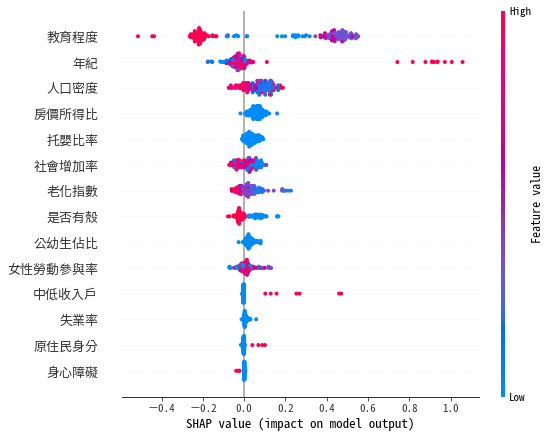 High
教育程度
年紀
人口密度
房價所得比
托嬰比率
社會增加率
老化指數
是否有殼
公幼生佔比
女性勞動參與率
中低收入戶
失業率
原住民身分
身心障礙
Feature value
Low
−0.4 −0.2 0.0 0.2 0.4 0.6 0.8 1.0
SHAP value (impact on model output)